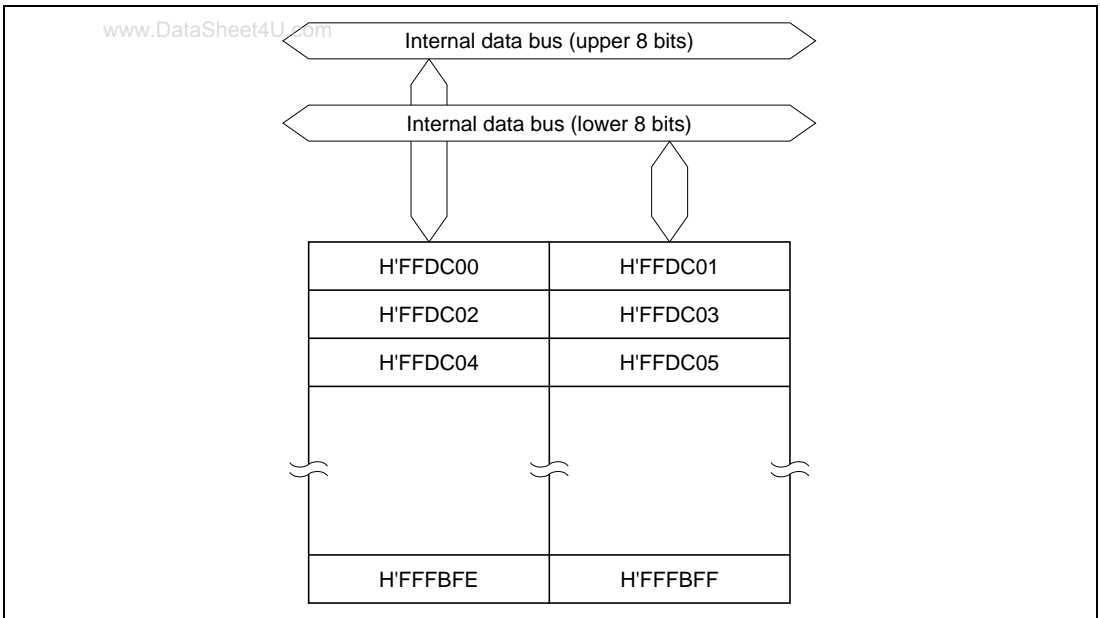 www.DataSheet4U.com
Internal data bus (upper 8 bits)
Internal data bus (lower 8 bits)
H'FFDC00 H'FFDC01
H'FFDC02 H'FFDC03
H'FFDC04 H'FFDC05
H'FFFBFE H'FFFBFF